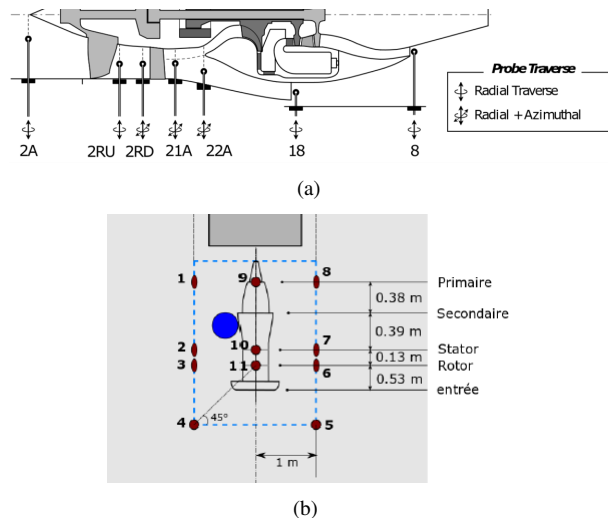 Probe Traverse
Radial Traverse
Radial + Azimuthal
2A
2RU
2RD
21A
22A
18
8
(a)
1
9
8
Primaire
0.38 m
Secondaire
0.39 m
2
10
7
Stator
0.13 m
3
11
6
Rotor
0.53 m
entrée
4
45°
5
1 m
(b)